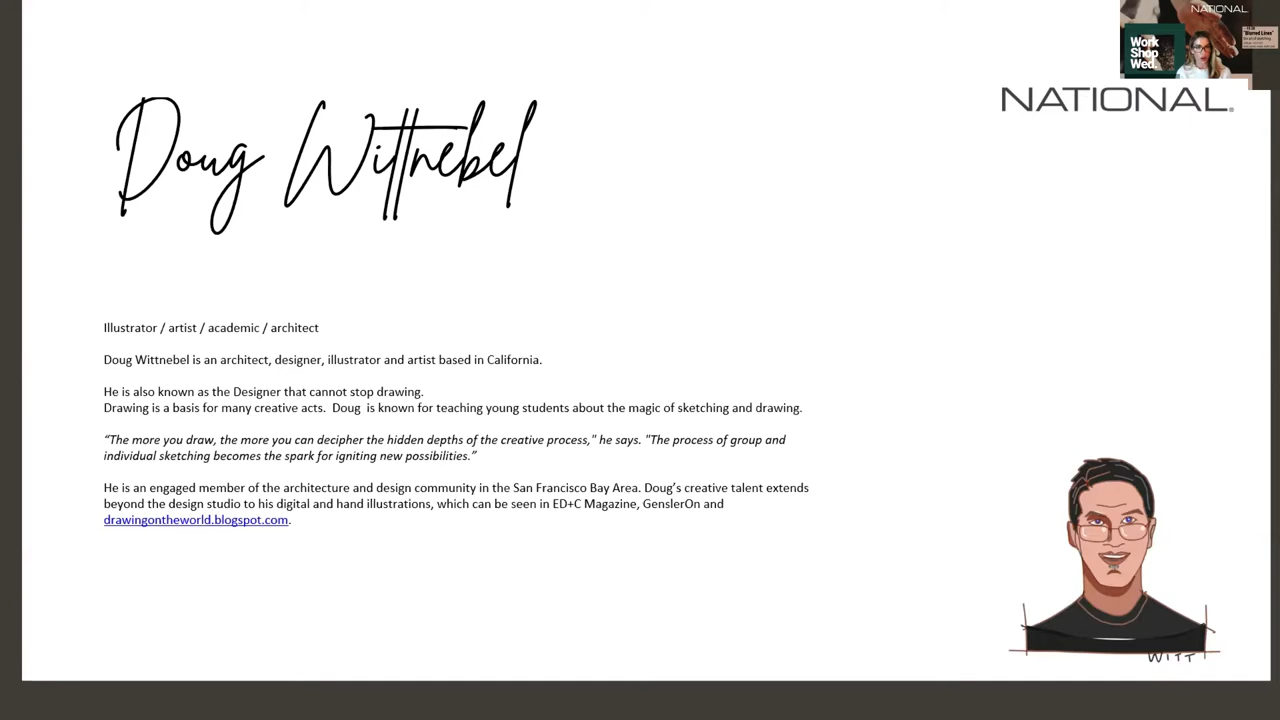 NATIONAL
Work
Shop
Wed.
"Blurred Lines"
NATIONAL®
Doug Wittnebel
Illustrator / artist / academic / architect
Doug Wittnebel is an architect, designer, illustrator and artist based in California.
He is also known as the Designer that cannot stop drawing.
Drawing is a basis for many creative acts.  Doug  is known for teaching young students about the magic of sketching and drawing.
“The more you draw, the more you can decipher the hidden depths of the creative process," he says. "The process of group and
individual sketching becomes the spark for igniting new possibilities.”
He is an engaged member of the architecture and design community in the San Francisco Bay Area. Doug’s creative talent extends
beyond the design studio to his digital and hand illustrations, which can be seen in ED+C Magazine, GenslerOn and
drawingontheworld.blogspot.com.
WITT